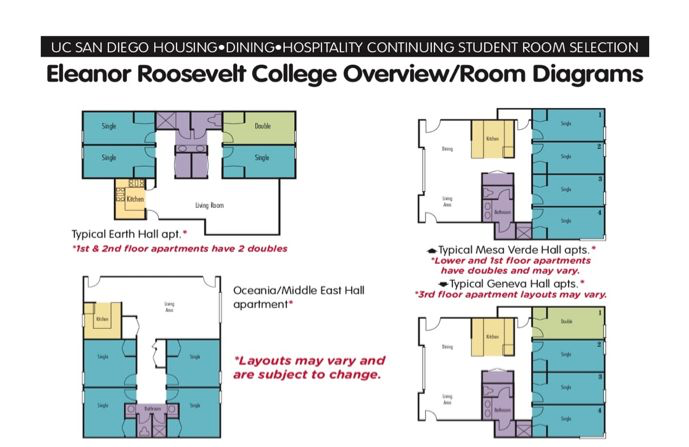 UC SAN DIEGO HOUSING•DINING•HOSPITALITY CONTINUING STUDENT ROOM SELECTION
Eleanor Roosevelt College Overview/Room Diagrams
Single
Double
Single
Single
Kitchen
Living Room
Typical Earth Hall apt.*
*1st & 2nd floor apartments have 2 doubles
1
Single
Kitchen
Dining
2
Single
3
Single
Living
Area
Bathroom
4
Single
Typical Mesa Verde Hall apts.*
*Lower and 1st floor apartments
have doubles and may vary.
Typical Geneva Hall apts.*
*3rd floor apartment layouts may vary.
Oceania/Middle East Hall
apartment*
Living
Area
Kitchen
Single
Single
Single
Single
Bathroom
*Layouts may vary and
are subject to change.
1
Double
Kitchen
Dining
2
Single
3
Single
Living
Area
Bathroom
4
Single